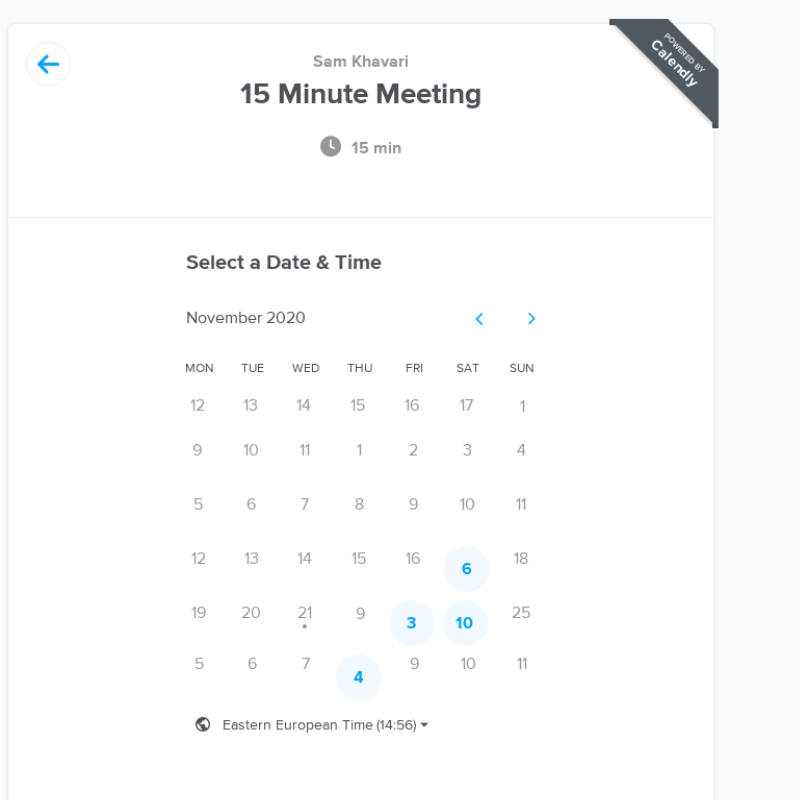 POWERED BY
Calendly
Sam Khavari
15 Minute Meeting
15 min
Select a Date & Time
November 2020
MON TUE WED THU FRI SAT SUN
12 13 14 15 16 17 1
9 10 11 1 2 3 4
5 6 7 8 9 10 11
12 13 14 15 16 6 18
19 20 21 9 3 10 25
5 6 7 4 9 10 11
Eastern European Time (14:56)